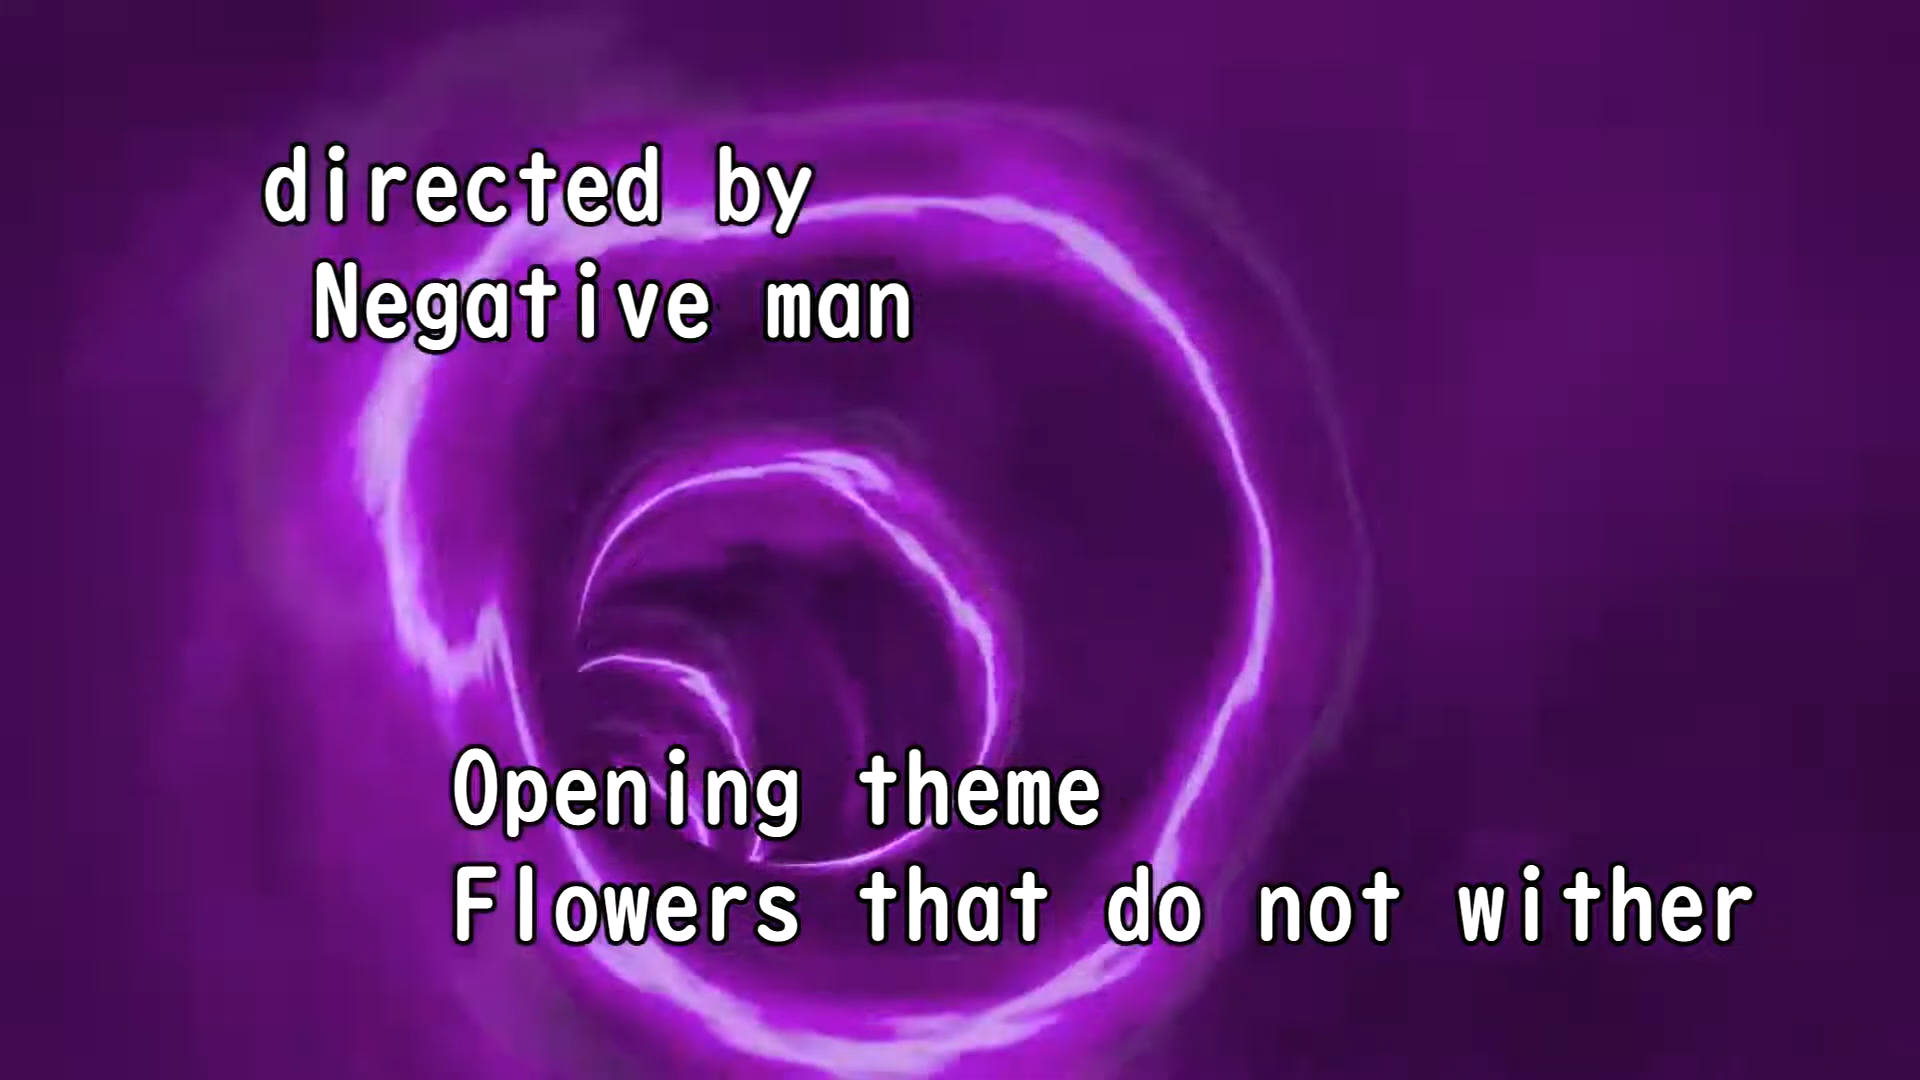 directed by
Negative man
Opening theme
Flowers that do not wither